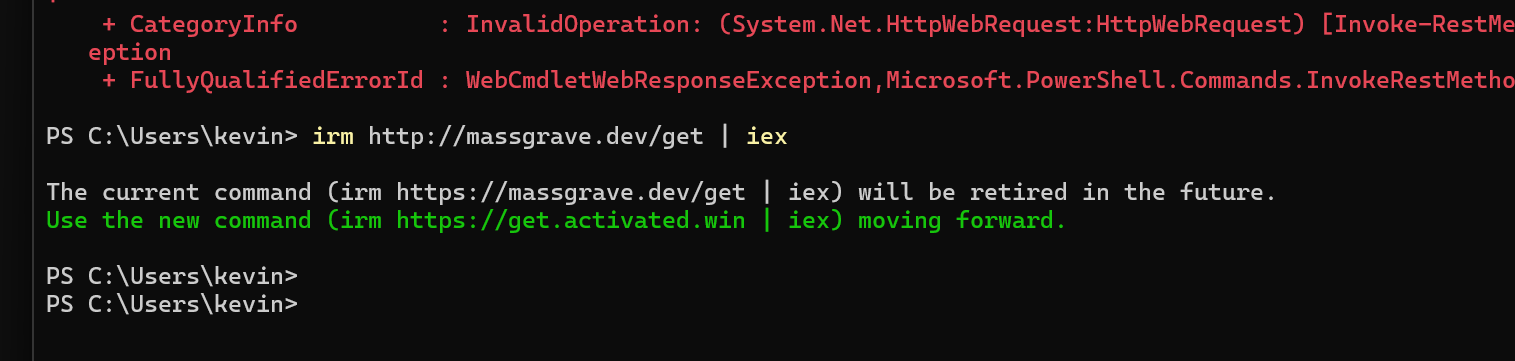 + CategoryInfo          : InvalidOperation: (System.Net.HttpWebRequest:HttpWebRequest) [Invoke-RestMe
eption
+ FullyQualifiedErrorId : WebCmdletWebResponseException,Microsoft.PowerShell.Commands.InvokeRestMetho
PS C:\Users\kevin> irm http://massgrave.dev/get | iex
The current command (irm https://massgrave.dev/get | iex) will be retired in the future.
Use the new command (irm https://get.activated.win | iex) moving forward.
PS C:\Users\kevin>
PS C:\Users\kevin>